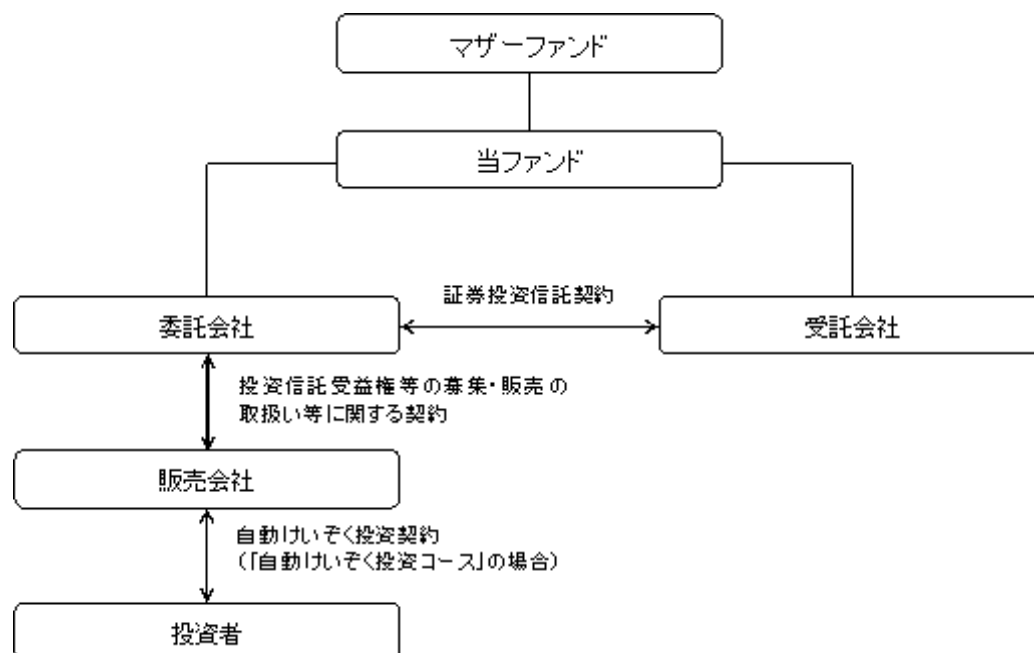 マザーファンド
当ファンド
証券投資信託契約
委託会社
受託会社
投資信託受益権等の募集・販売の
取扱い等に関する契約
販売会社
自動けいぞく投資契約
(「自動けいぞく投資コース」の場合)
投資者